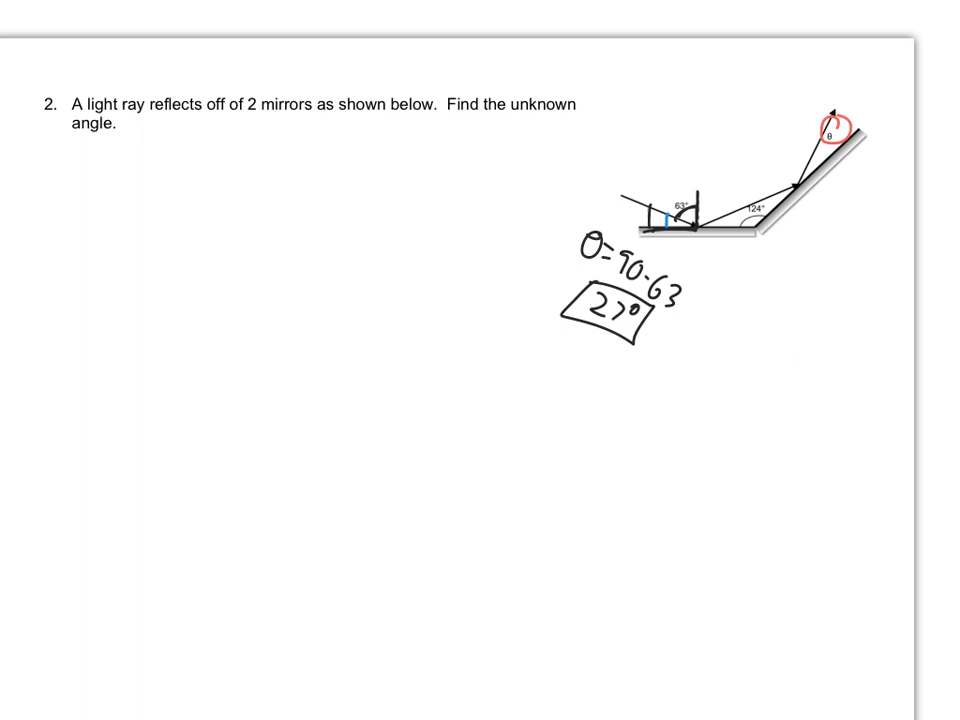 2. A light ray reflects off of 2 mirrors as shown below. Find the unknown
angle.
θ
63°
124°
θ=90-63
27°